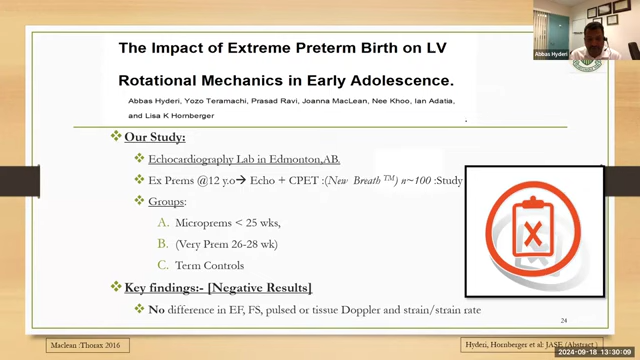 The Impact of Extreme Preterm Birth on LV
Rotational Mechanics in Early Adolescence.
Abbas Hyderi, Yozo Teramachi, Prasad Ravi, Joanna MacLean, Nee Khoo, Ian Adatia,
and Lisa K Hornberger
Abbas Hyderi
❖ Our Study:
❖ Echocardiography Lab in Edmonton,AB.
❖ Ex Prems @12 y.o→ Echo + CPET :(New Breath ™) n~100 :Study
❖ Groups:
A. Microprems < 25 wks,
B. (Very Prem 26-28 wk)
C. Term Controls
❖ Key findings:- [Negative Results]
❖ No difference in EF, FS, pulsed or tissue Doppler and strain/strain rate
24
Maclean :Thorax 2016
Hyderi, Hornberger et al: JASE (Abstract)
2024-09-18 13:30:09